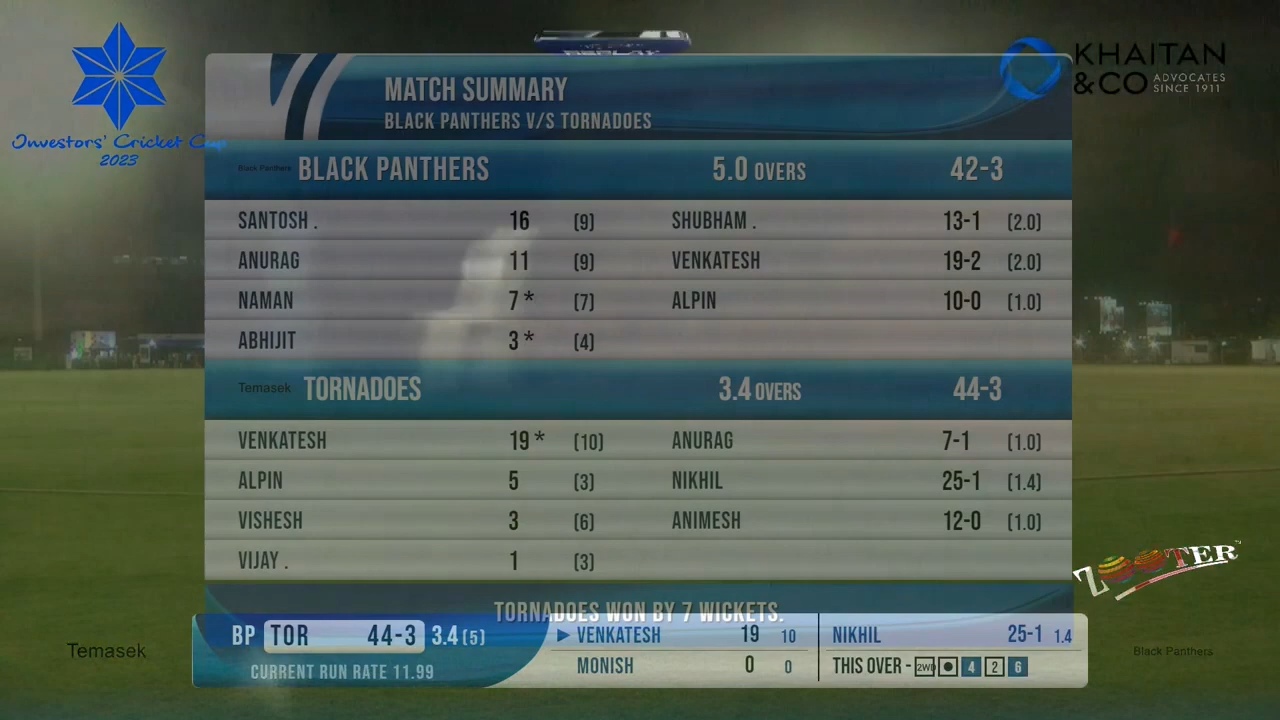 REPLAY
Investors' Cricket Cup
2023
KHAITAN
&CO ADVOCATES
SINCE 1911
MATCH SUMMARY
BLACK PANTHERS V/S TORNADOES
Black Panthers BLACK PANTHERS 5.0 OVERS 42-3
SANTOSH . 16 (9) SHUBHAM . 13-1 (2.0)
ANURAG 11 (9) VENKATESH 19-2 (2.0)
NAMAN 7 * (7) ALPIN 10-0 (1.0)
ABHIJIT 3 * (4)
Temasek TORNADOES 3.4 OVERS 44-3
VENKATESH 19 * (10) ANURAG 7-1 (1.0)
ALPIN 5 (3) NIKHIL 25-1 (1.4)
VISHESH 3 (6) ANIMESH 12-0 (1.0)
VIJAY . 1 (3)
ZOOTER™
TORNADOES WON BY 7 WICKETS.
Temasek
BP TOR 44-3 3.4 (5)
CURRENT RUN RATE 11.99
VENKATESH 19 10
MONISH 0 0
NIKHIL 25-1 1.4
THIS OVER - 2WD ● 4 2 6
Black Panthers